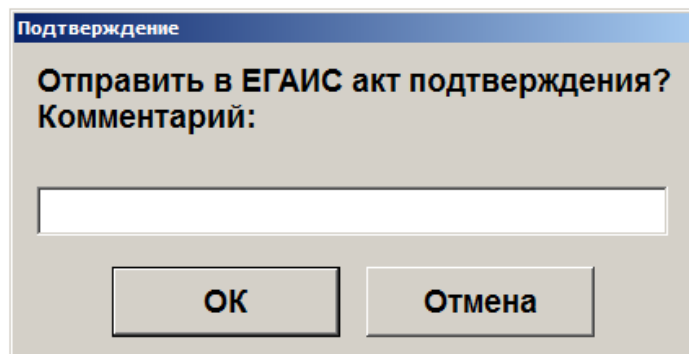 Подтверждение
Отправить в ЕГАИС акт подтверждения?
Комментарий:
ОК
Отмена